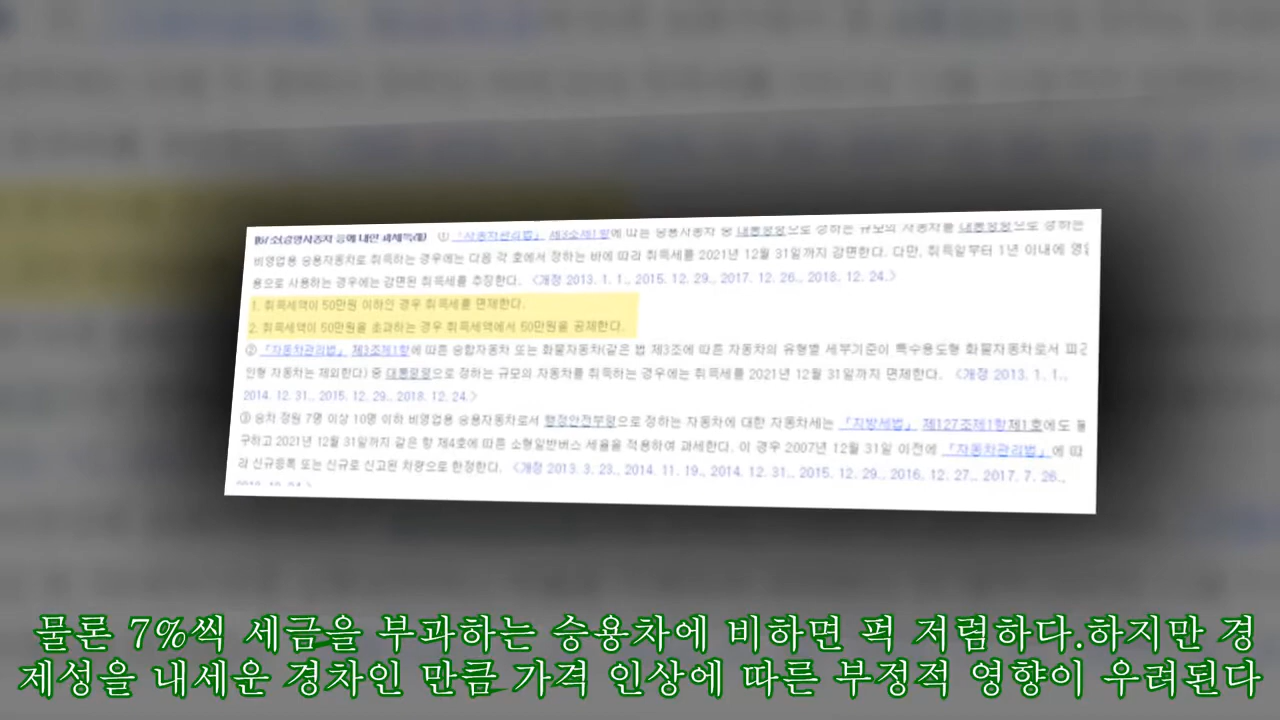 제67조(경형자동차 등에 대한 과세특례) ① 「자동차관리법」 제3조제1항에 따른 승용자동차 중 대통령령으로 정하는 규모의 자동차를 대통령령으로 정하는
비영업용 승용자동차로 취득하는 경우에는 다음 각 호에서 정하는 바에 따라 취득세를 2021년 12월 31일까지 감면한다. 다만, 취득일부터 1년 이내에 영업
용으로 사용하는 경우에는 감면된 취득세를 추징한다. 〈개정 2013. 1. 1., 2015. 12. 29., 2017. 12. 26., 2018. 12. 24.〉
1. 취득세액이 50만원 이하인 경우 취득세를 면제한다.
2. 취득세액이 50만원을 초과하는 경우 취득세액에서 50만원을 공제한다.
② 「자동차관리법」 제3조제1항에 따른 승합자동차 또는 화물자동차(같은 법 제3조에 따른 자동차의 유형별 세부기준이 특수용도형 화물자동차로서 피견
인형 자동차는 제외한다) 중 대통령령으로 정하는 규모의 자동차를 취득하는 경우에는 취득세를 2021년 12월 31일까지 면제한다. 〈개정 2013. 1. 1.,
2014. 12. 31., 2015. 12. 29., 2018. 12. 24.〉
③ 승차 정원 7명 이상 10명 이하 비영업용 승용자동차로서 행정안전부령으로 정하는 자동차에 대한 자동차세는 「지방세법」 제127조제1항제1호에도 불
구하고 2021년 12월 31일까지 같은 항 제4호에 따른 소형일반버스 세율을 적용하여 과세한다. 이 경우 2007년 12월 31일 이전에 「자동차관리법」에 따
라 신규등록 또는 신규로 신고된 차량으로 한정한다. 〈개정 2013. 3. 23., 2014. 11. 19., 2014. 12. 31., 2015. 12. 29., 2016. 12. 27., 2017. 7. 26.,
물론 7%씩 세금을 부과하는 승용차에 비하면 퍽 저렴하다.하지만 경
제성을 내세운 경차인 만큼 가격 인상에 따른 부정적 영향이 우려된다